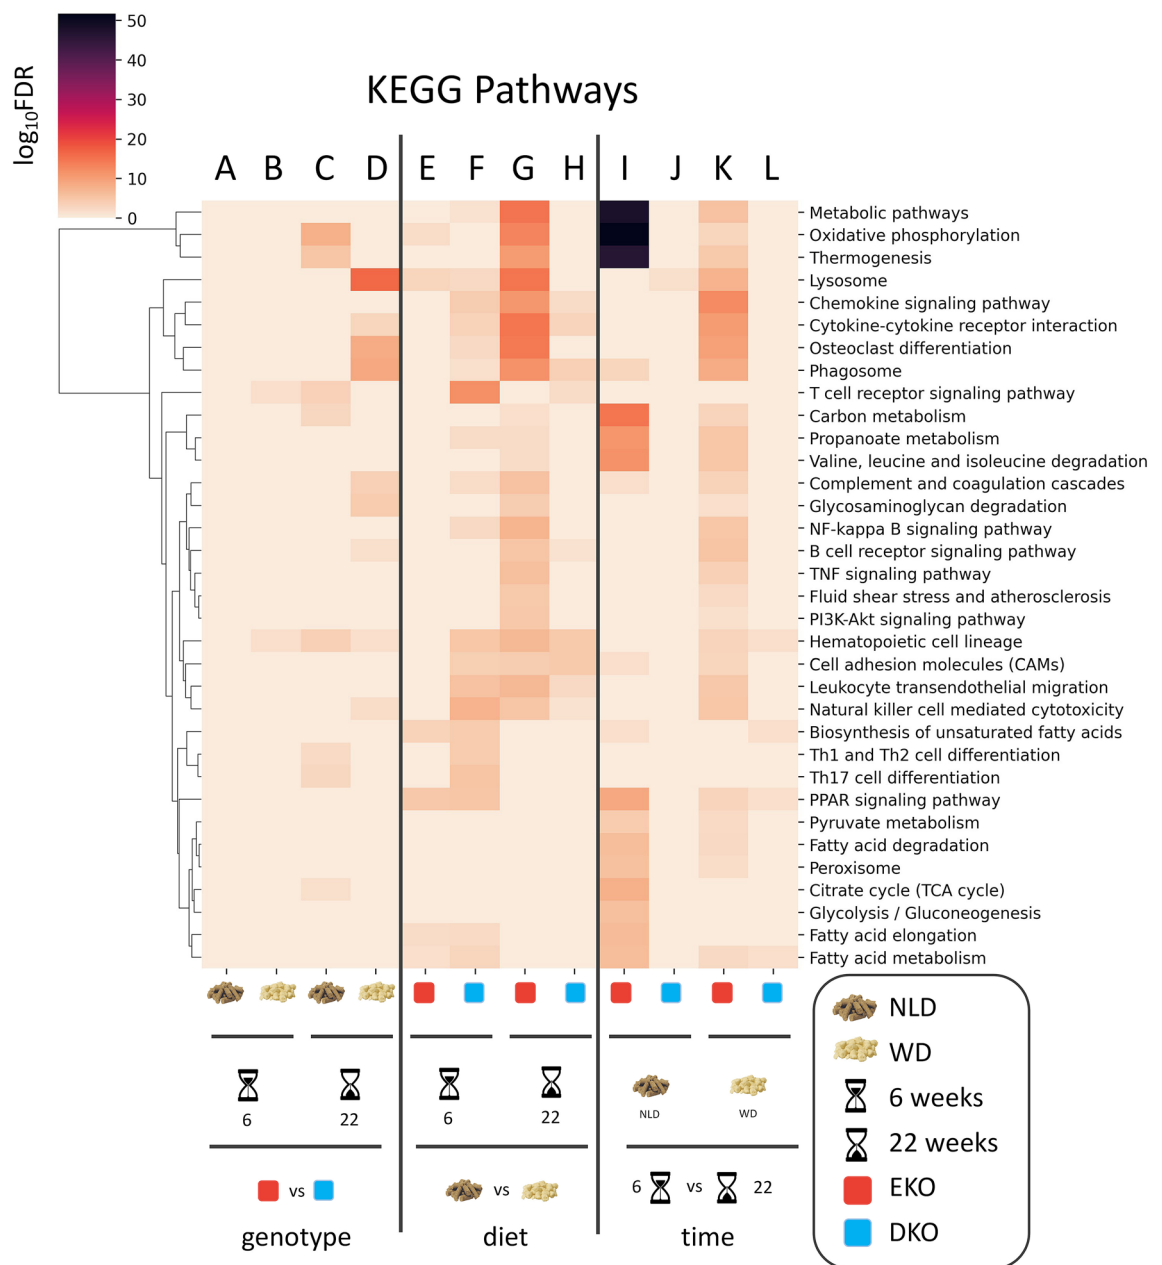 KEGG Pathways
log10FDR
50
40
30
20
10
0
A B C D E F G H I J K L
Metabolic pathways
Oxidative phosphorylation
Thermogenesis
Lysosome
Chemokine signaling pathway
Cytokine-cytokine receptor interaction
Osteoclast differentiation
Phagosome
T cell receptor signaling pathway
Carbon metabolism
Propanoate metabolism
Valine, leucine and isoleucine degradation
Complement and coagulation cascades
Glycosaminoglycan degradation
NF-kappa B signaling pathway
B cell receptor signaling pathway
TNF signaling pathway
Fluid shear stress and atherosclerosis
PI3K-Akt signaling pathway
Hematopoietic cell lineage
Cell adhesion molecules (CAMs)
Leukocyte transendothelial migration
Natural killer cell mediated cytotoxicity
Biosynthesis of unsaturated fatty acids
Th1 and Th2 cell differentiation
Th17 cell differentiation
PPAR signaling pathway
Pyruvate metabolism
Fatty acid degradation
Peroxisome
Citrate cycle (TCA cycle)
Glycolysis / Gluconeogenesis
Fatty acid elongation
Fatty acid metabolism
6 22 6 22 NLD WD
vs vs 6 vs 22
genotype diet time
NLD
WD
6 weeks
22 weeks
EKO
DKO